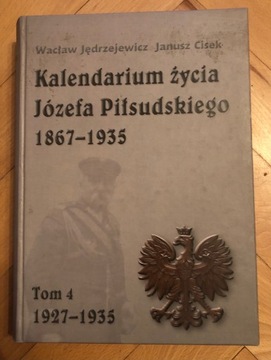 Wacław Jędrzejewicz Janusz Cisek
Kalendarium życia
Józefa Piłsudskiego
1867–1935
Tom 4
1927–1935